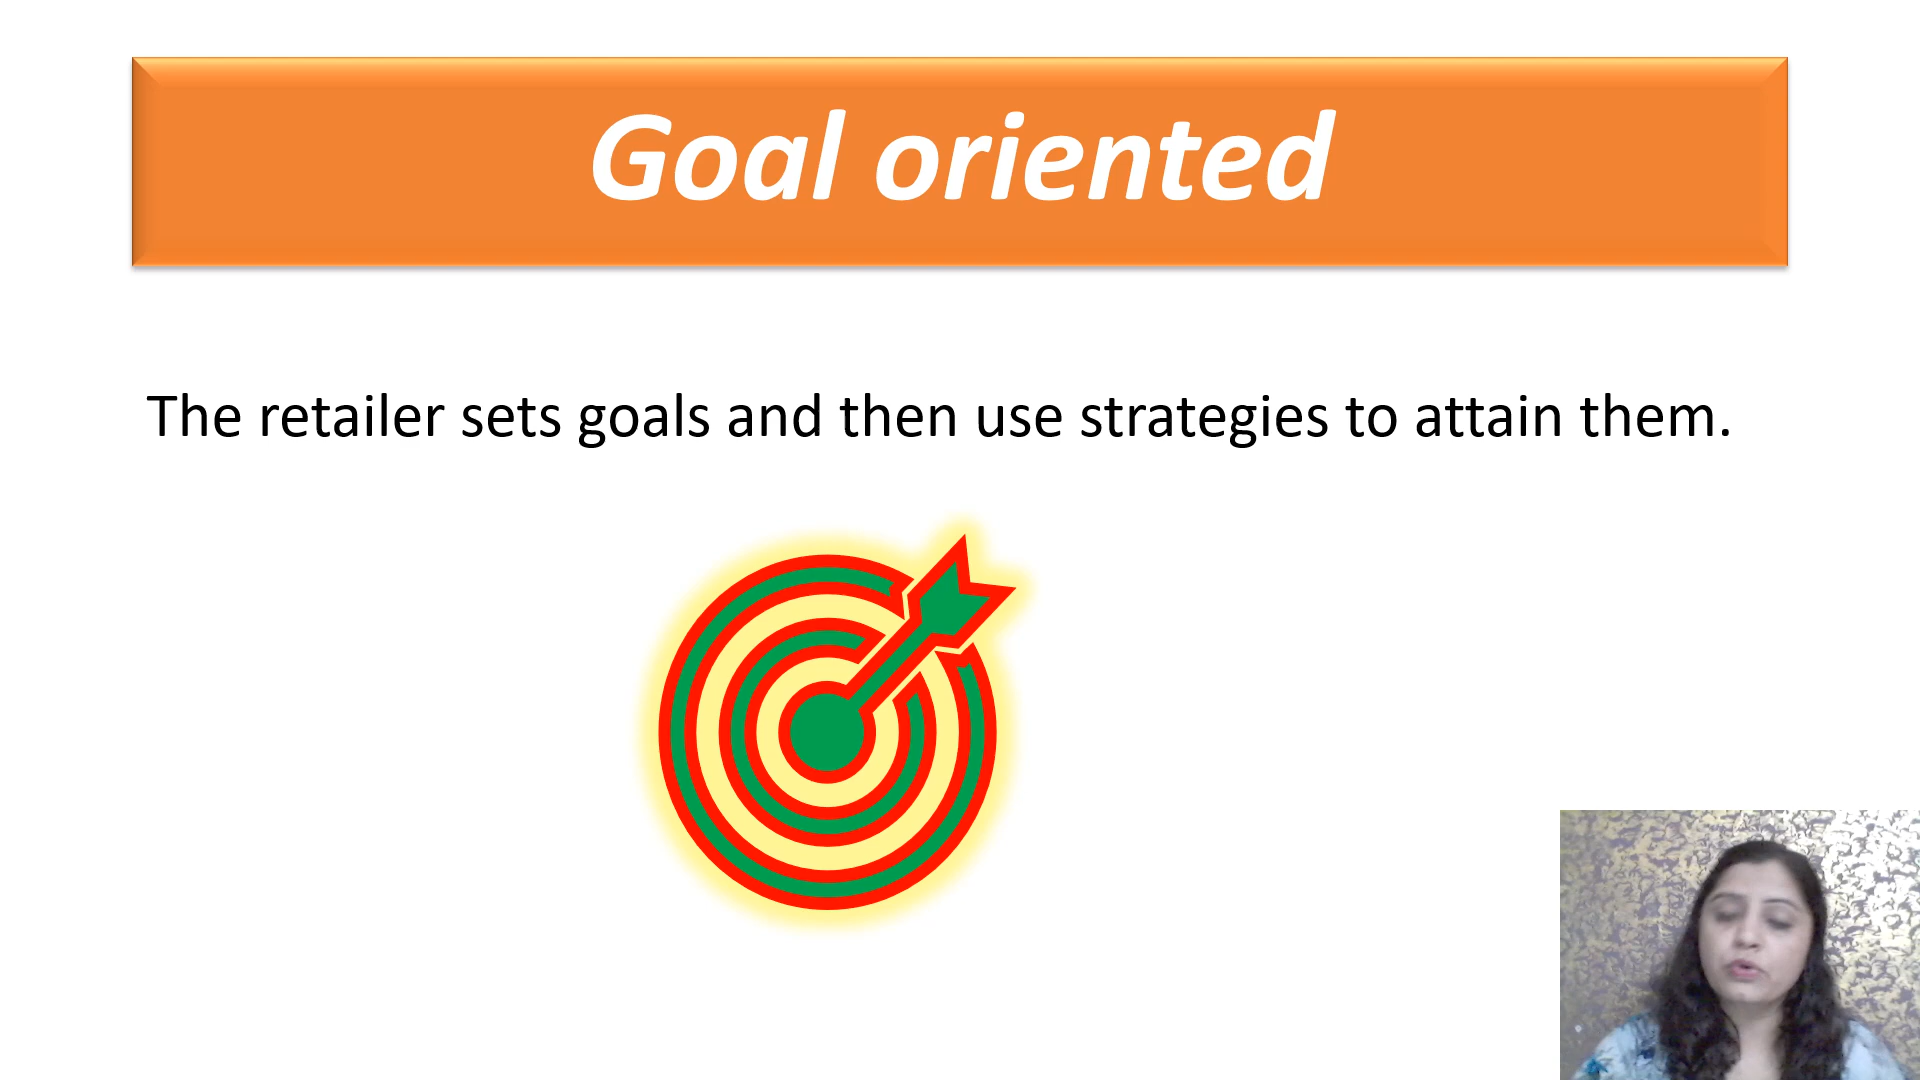 Goal oriented
The retailer sets goals and then use strategies to attain them.